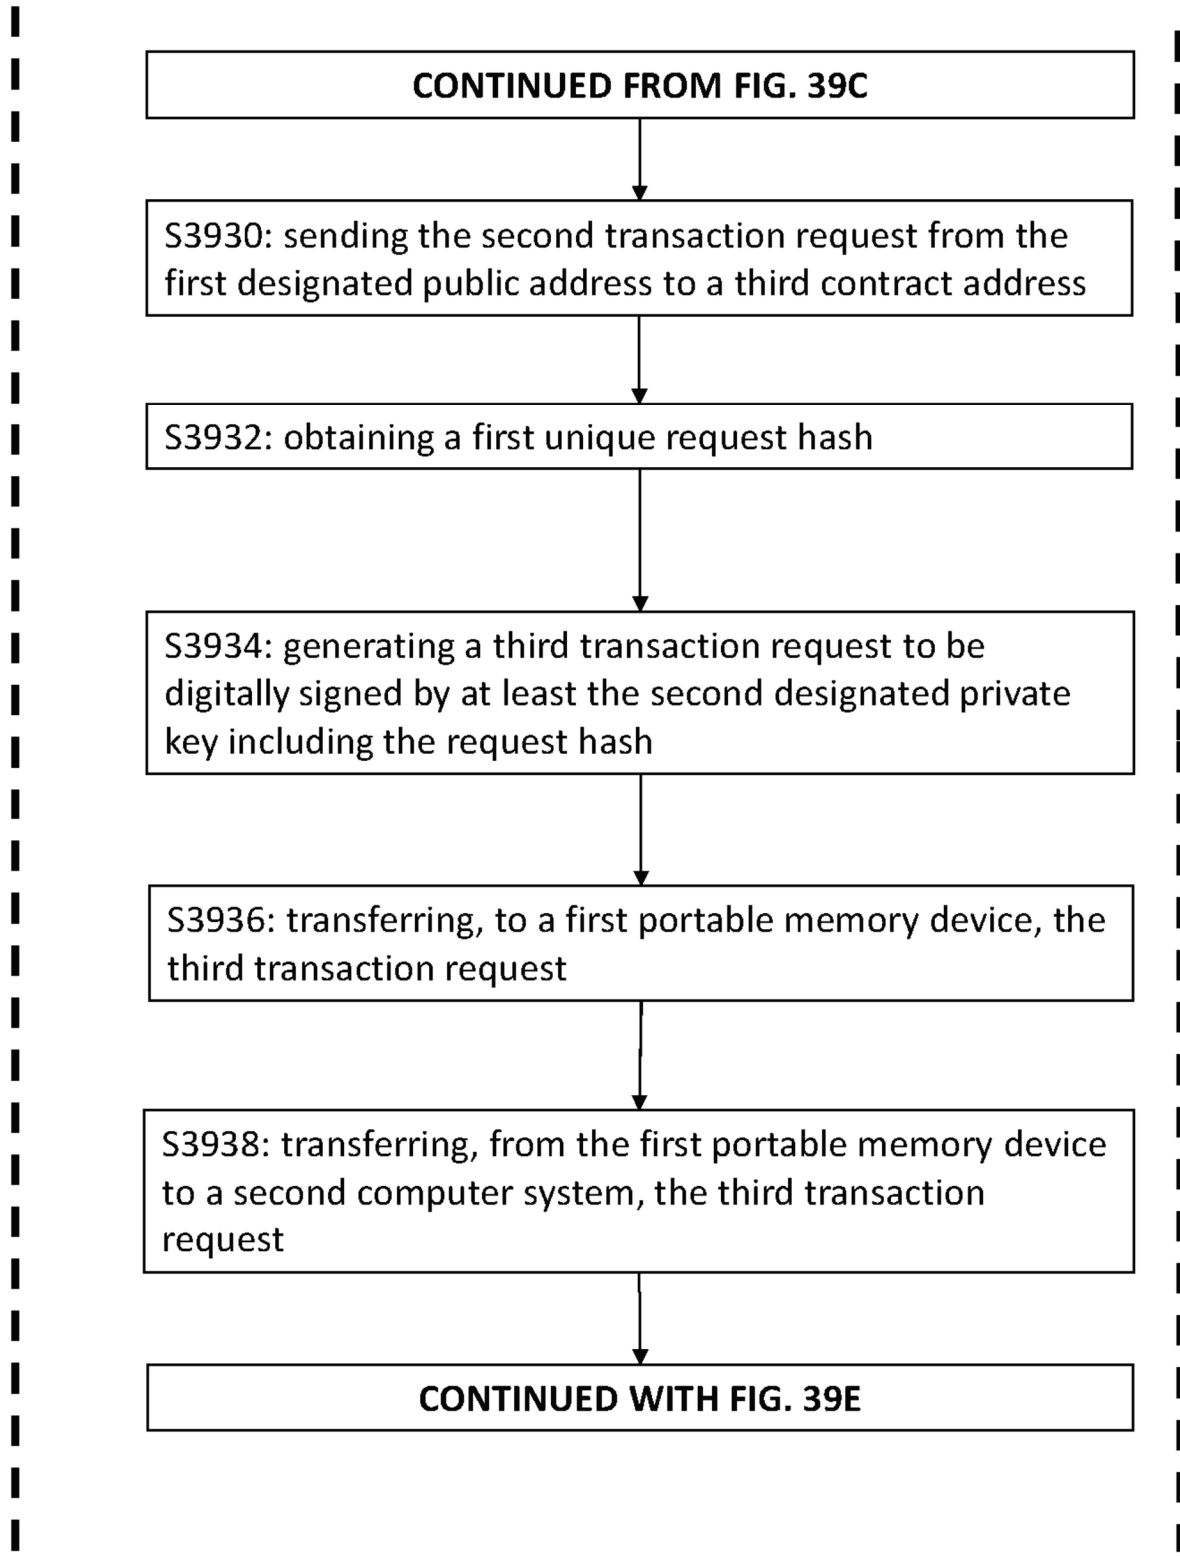 CONTINUED FROM FIG. 39C
S3930: sending the second transaction request from the
first designated public address to a third contract address
S3932: obtaining a first unique request hash
S3934: generating a third transaction request to be
digitally signed by at least the second designated private
key including the request hash
S3936: transferring, to a first portable memory device, the
third transaction request
S3938: transferring, from the first portable memory device
to a second computer system, the third transaction
request
CONTINUED WITH FIG. 39E